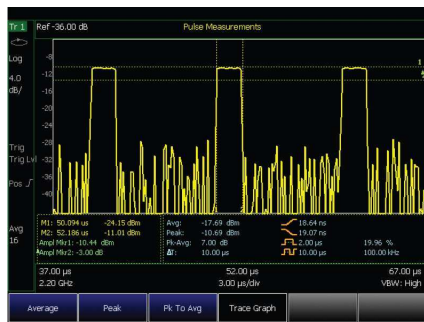 Tr 1 Ref -36.00 dB Pulse Measurements
Log
4.0
dB/
Trig
Trig Lvl
Pos
Avg
16
-8
-12
-16
-20
-24
-28
-32
-36
-40
1
M1: 50.094 us -24.15 dBm
M2: 52.186 us -11.01 dBm
Ampl Mkr1: -10.44 dBm
Ampl Mkr2: -3.00 dB
Avg: -17.69 dBm
Peak: -10.69 dBm
Pk-Avg: 7.00 dB
Δt: 10.00 µs
18.64 ns
19.07 ns
2.00 µs 19.96 %
10.00 µs 100.00 kHz
37.00 µs 52.00 µs 67.00 µs
2.20 GHz 3.00 µs/div VBW: High
Average Peak Pk To Avg Trace Graph